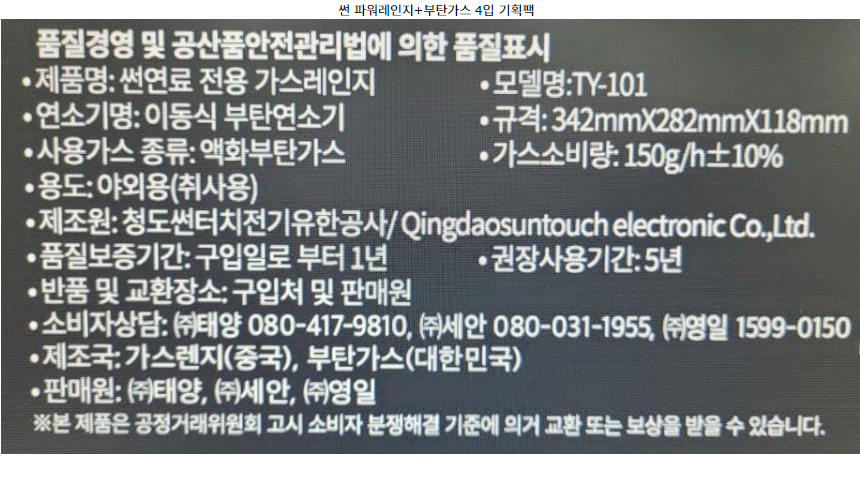 썬 파워레인지+부탄가스 4입 기획팩
품질경영 및 공산품안전관리법에 의한 품질표시
•제품명: 썬연료 전용 가스레인지 •모델명:TY-101
•연소기명: 이동식 부탄연소기 •규격: 342mmX282mmX118mm
•사용가스 종류: 액화부탄가스 •가스소비량: 150g/h±10%
•용도: 야외용(취사용)
•제조원: 청도썬터치전기유한공사/ Qingdaosuntouch electronic Co.,Ltd.
•품질보증기간: 구입일로 부터 1년 •권장사용기간: 5년
•반품 및 교환장소: 구입처 및 판매원
•소비자상담: ㈜태양 080-417-9810, ㈜세안 080-031-1955, ㈜영일 1599-0150
•제조국: 가스렌지(중국), 부탄가스(대한민국)
•판매원: ㈜태양, ㈜세안, ㈜영일
※본 제품은 공정거래위원회 고시 소비자 분쟁해결 기준에 의거 교환 또는 보상을 받을 수 있습니다.